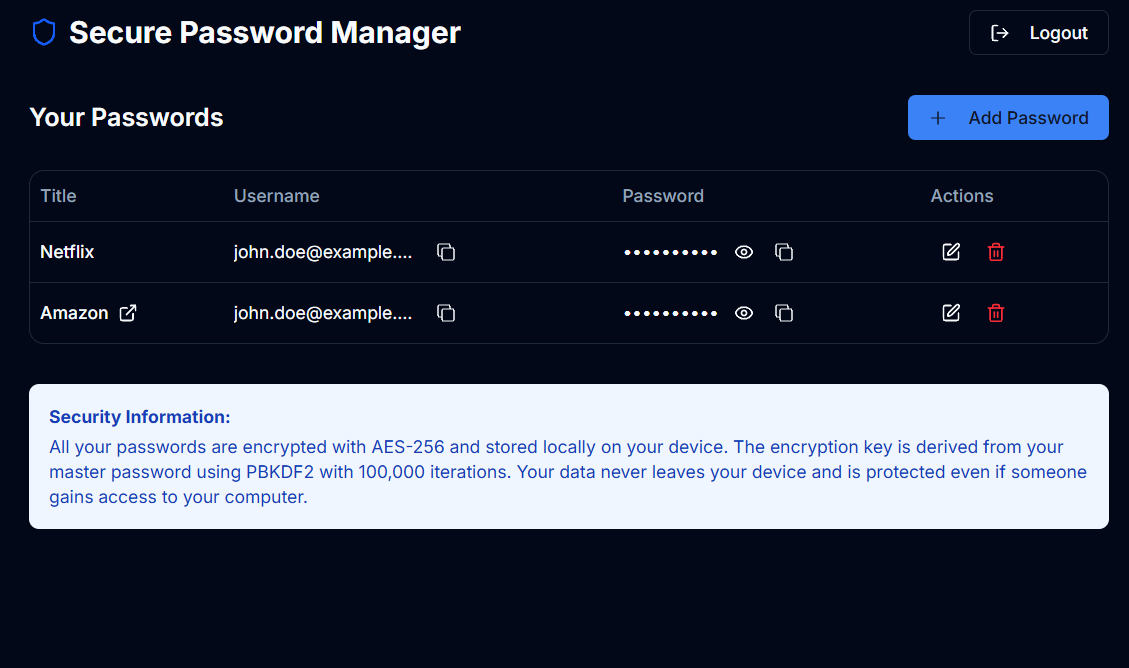 Secure Password Manager
Logout
Your Passwords
Add Password
Title Username Password Actions
Netflix john.doe@example.... ••••••••••
Amazon john.doe@example.... ••••••••••
Security Information:
All your passwords are encrypted with AES-256 and stored locally on your device. The encryption key is derived from your
master password using PBKDF2 with 100,000 iterations. Your data never leaves your device and is protected even if someone
gains access to your computer.